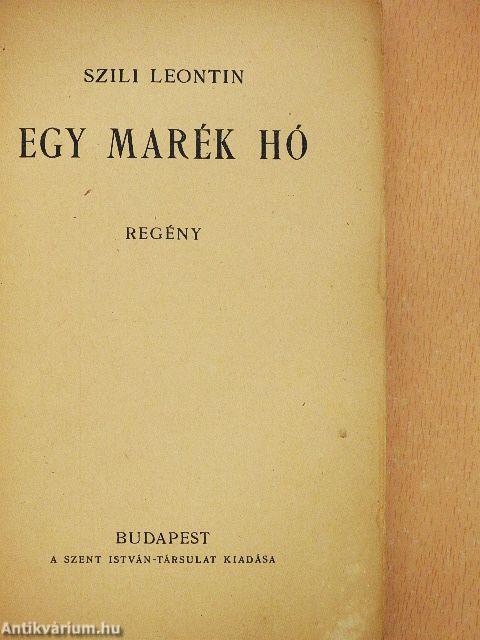 SZILI LEONTIN
EGY MARÉK HÓ
REGÉNY
BUDAPEST
A SZENT ISTVÁN-TÁRSULAT KIADÁSA
Antikvárium.hu